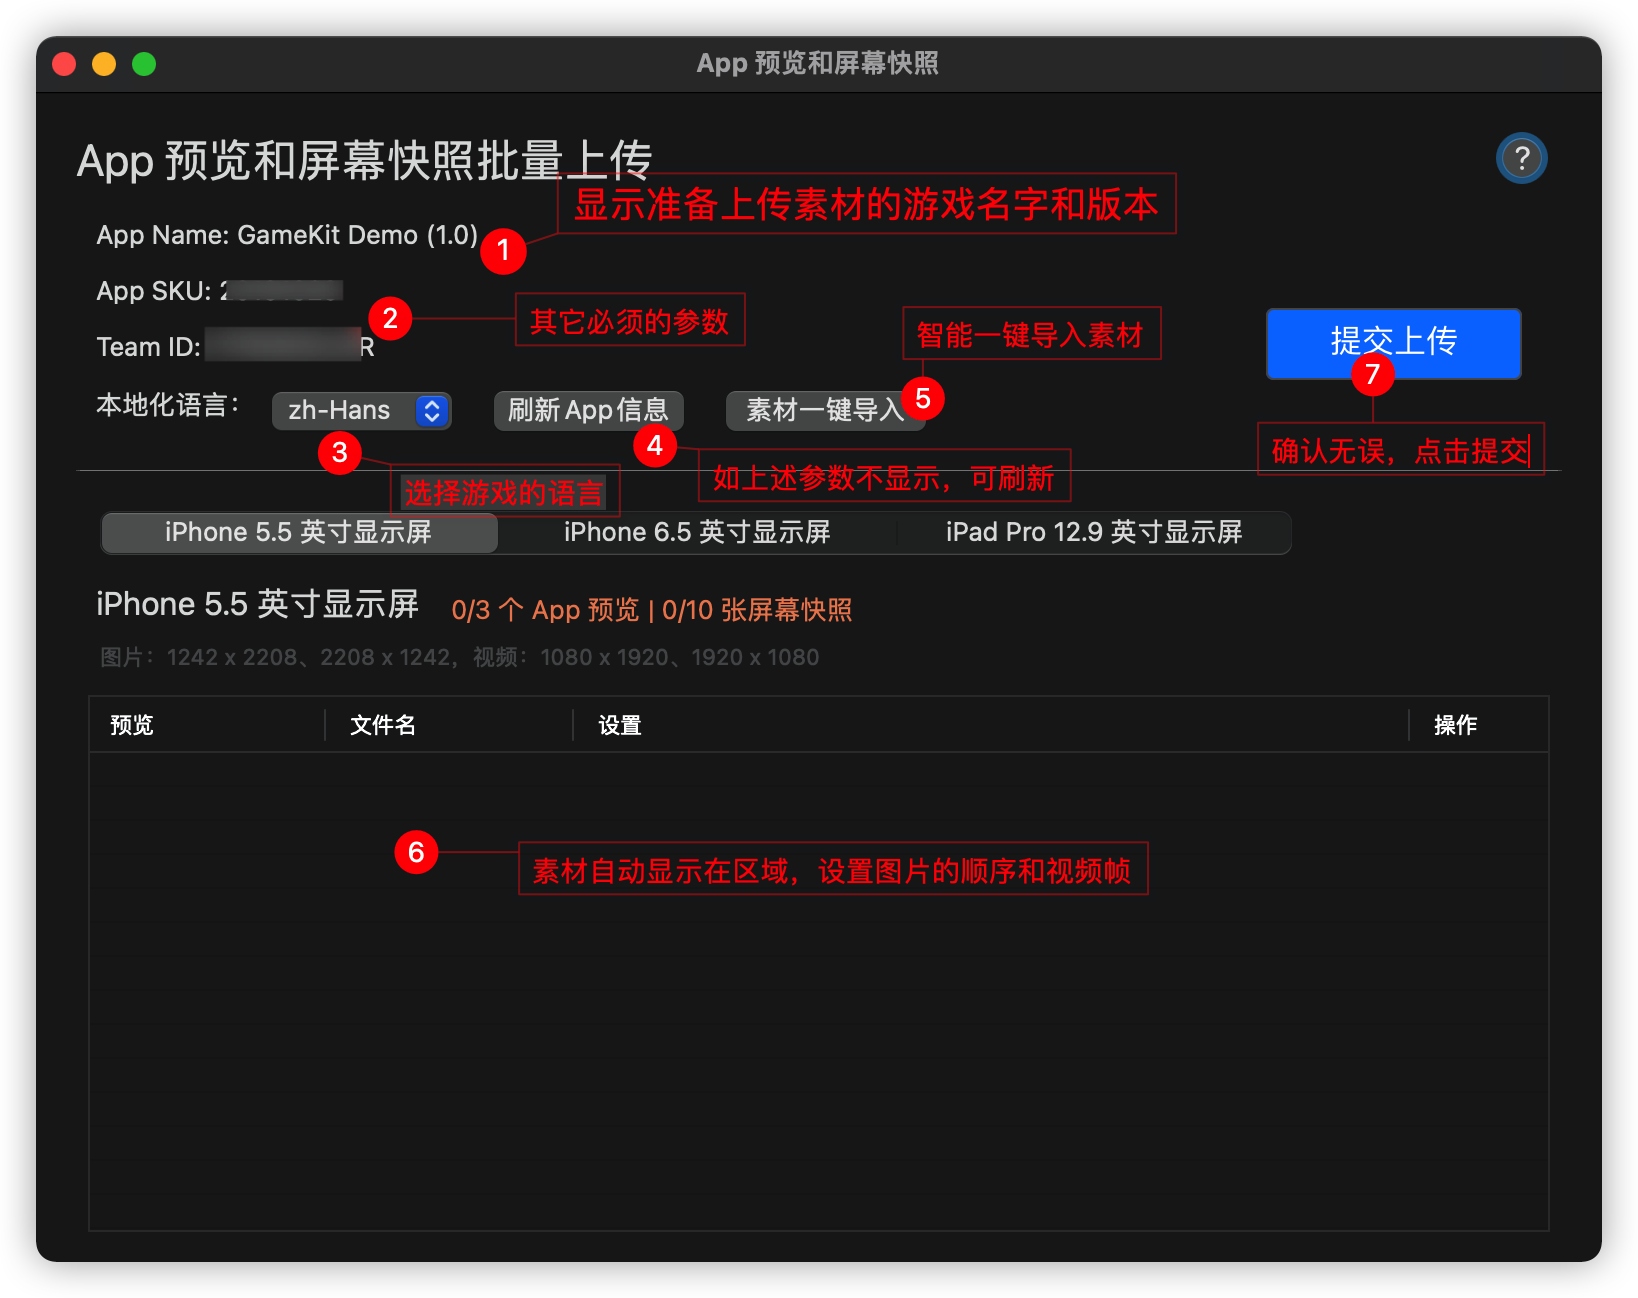 App 预览和屏幕快照
App 预览和屏幕快照批量上传
?
显示准备上传素材的游戏名字和版本
App Name: GameKit Demo (1.0)
1
App SKU:
2
其它必须的参数
智能一键导入素材
提交上传
Team ID: R
7
5
本地化语言：
zh-Hans
刷新App信息
素材一键导入
3
4
确认无误，点击提交
选择游戏的语言
如上述参数不显示，可刷新
iPhone 5.5 英寸显示屏
iPhone 6.5 英寸显示屏
iPad Pro 12.9 英寸显示屏
iPhone 5.5 英寸显示屏
0/3 个 App 预览 | 0/10 张屏幕快照
图片：1242 x 2208、2208 x 1242，视频：1080 x 1920、1920 x 1080
预览
文件名
设置
操作
6
素材自动显示在区域，设置图片的顺序和视频帧